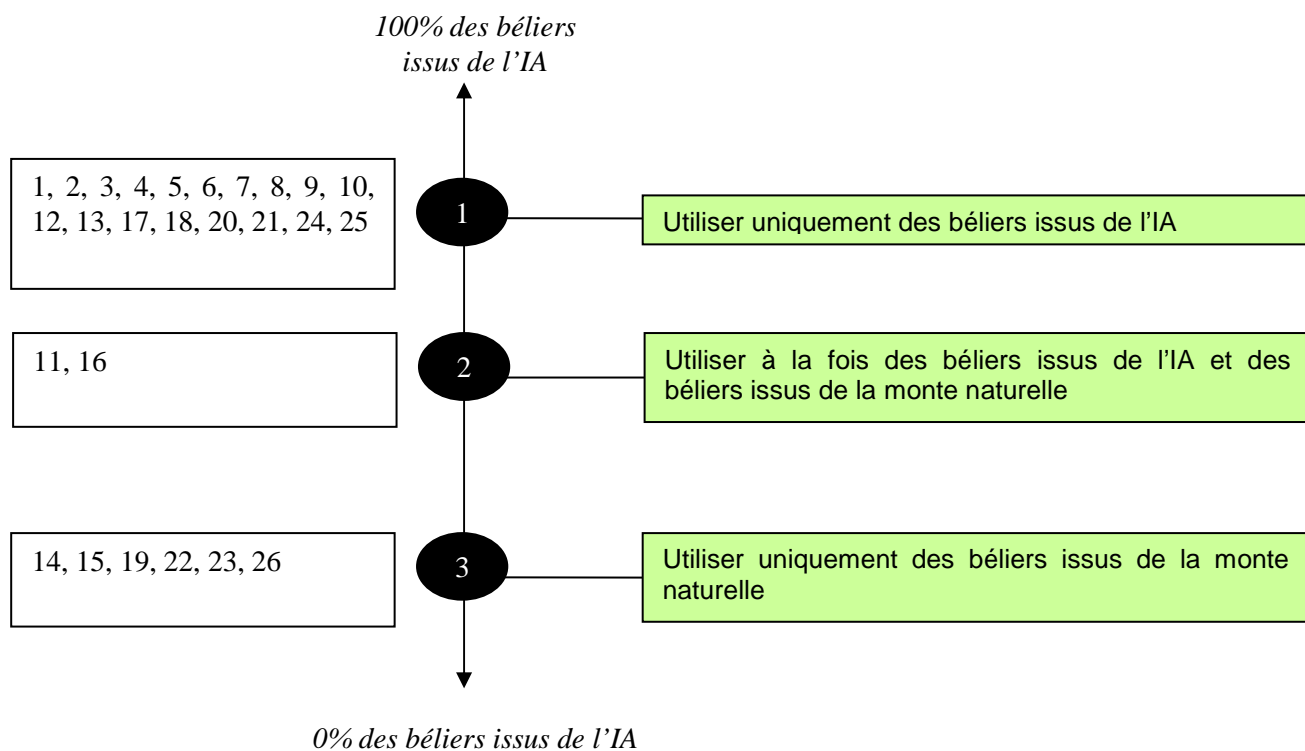 100% des béliers
issus de l’IA
1, 2, 3, 4, 5, 6, 7, 8, 9, 10,
12, 13, 17, 18, 20, 21, 24, 25
1
Utiliser uniquement des béliers issus de l’IA
11, 16
2
Utiliser à la fois des béliers issus de l’IA et des
béliers issus de la monte naturelle
14, 15, 19, 22, 23, 26
3
Utiliser uniquement des béliers issus de la monte
naturelle
0% des béliers issus de l’IA